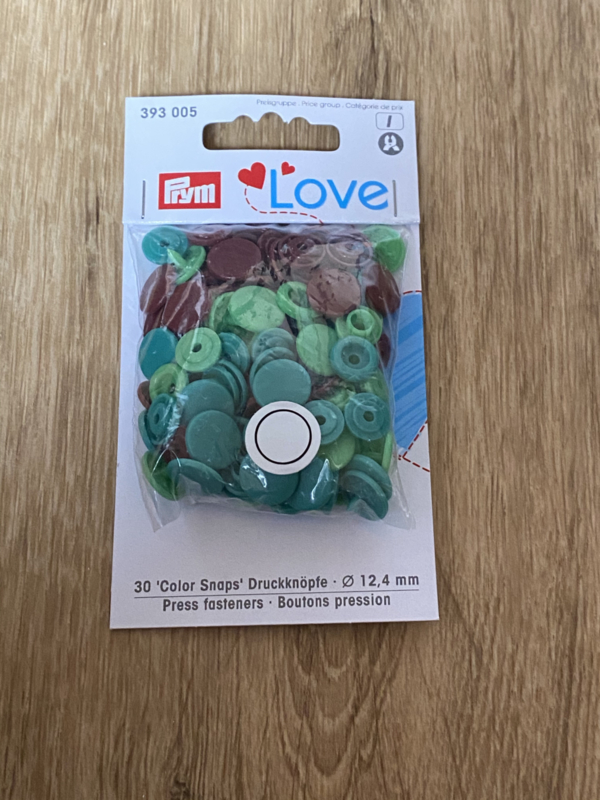 393 005
Preisgruppe · Price group · Catégorie de prix
I
Prym
Love
30 'Color Snaps' Druckknöpfe · Ø 12,4 mm
Press fasteners · Boutons pression